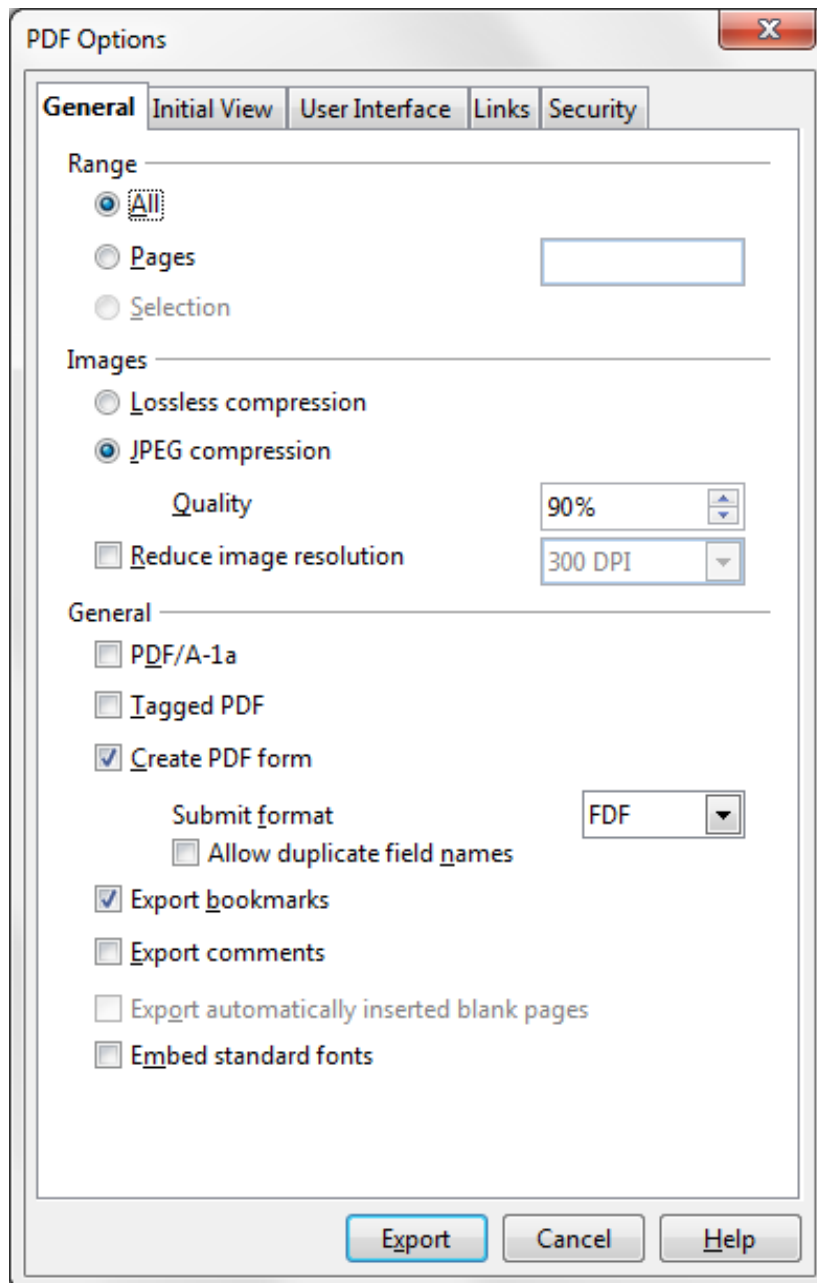 PDF Options
General Initial View User Interface Links Security
Range
All
Pages
Selection
Images
Lossless compression
JPEG compression
Quality 90%
Reduce image resolution 300 DPI
General
PDF/A-1a
Tagged PDF
Create PDF form
Submit format FDF
Allow duplicate field names
Export bookmarks
Export comments
Export automatically inserted blank pages
Embed standard fonts
Export Cancel Help